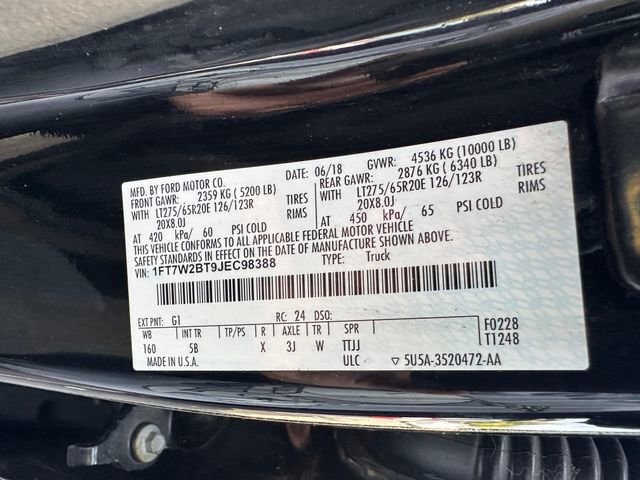 MFD. BY FORD MOTOR CO. DATE: 06/18 GVWR: 4536 KG (10000 LB)
FRONT GAWR: 2359 KG ( 5200 LB) REAR GAWR: 2876 KG ( 6340 LB)
WITH LT275/65R20E 126/123R TIRES WITH LT275/65R20E 126/123R TIRES
20X8.0J RIMS 20X8.0J RIMS
AT 420 kPa/ 60 PSI COLD AT 450 kPa/ 65 PSI COLD
THIS VEHICLE CONFORMS TO ALL APPLICABLE FEDERAL MOTOR VEHICLE
SAFETY STANDARDS IN EFFECT ON THE DATE OF MANUFACTURE SHOWN ABOVE.
VIN: 1FT7W2BT9JEC98388 TYPE: Truck
EXT PNT: G1 RC: 24 DSO: F0228
WB INT TR TP/PS R AXLE TR SPR T1248
160 5B X 3J W TTJJ
MADE IN U.S.A. ULC ▽ 5U5A-3520472-AA